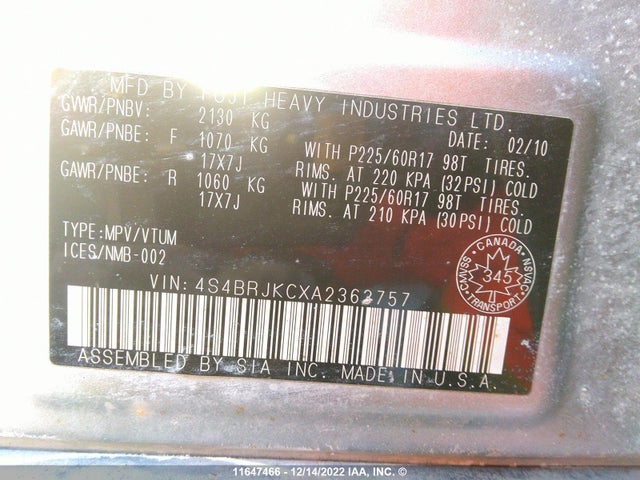 MFD BY FUJI HEAVY INDUSTRIES LTD.
GVWR/PNBV: 2130 KG DATE: 02/10
GAWR/PNBE: F 1070 KG WITH P225/60R17 98T TIRES.
17X7J RIMS. AT 220 KPA (32PSI) COLD
GAWR/PNBE: R 1060 KG WITH P225/60R17 98T TIRES.
17X7J RIMS. AT 210 KPA (30PSI) COLD
TYPE:MPV/VTUM
ICES/NMB-002
CANADA
345
NSVAC
CMVSS
TRANSPORT
VIN: 4S4BRJKCXA2363757
ASSEMBLED BY SIA INC. MADE IN U.S.A.
11647466 - 12/14/2022 IAA, INC. ©